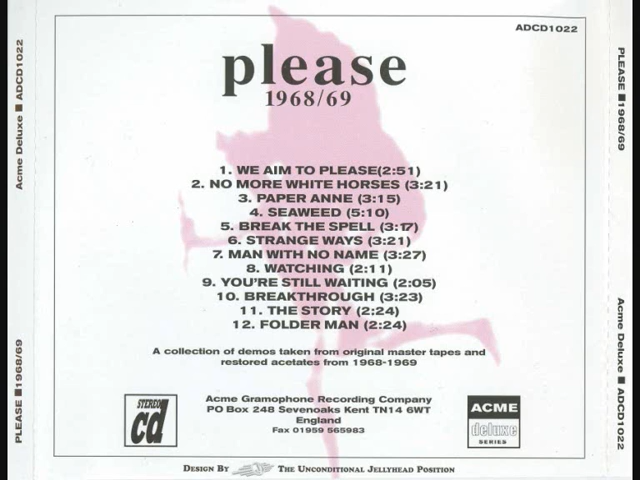 ADCD1022
please
1968/69
1. WE AIM TO PLEASE(2:51)
2. NO MORE WHITE HORSES (3:21)
3. PAPER ANNE (3:15)
4. SEAWEED (5:10)
5. BREAK THE SPELL (3:17)
6. STRANGE WAYS (3:21)
7. MAN WITH NO NAME (3:27)
8. WATCHING (2:11)
9. YOU'RE STILL WAITING (2:05)
10. BREAKTHROUGH (3:23)
11. THE STORY (2:24)
12. FOLDER MAN (2:24)
A collection of demos taken from original master tapes and
restored acetates from 1968-1969
STEREO
cd
Acme Gramophone Recording Company
PO Box 248 Sevenoaks Kent TN14 6WT
England
Fax 01959 565983
ACME
deluxe
SERIES
DESIGN BY THE UNCONDITIONAL JELLYHEAD POSITION
PLEASE ■1968/69 Acme Deluxe ■ ADCD1022
PLEASE ■1968/69 Acme Deluxe ■ ADCD1022